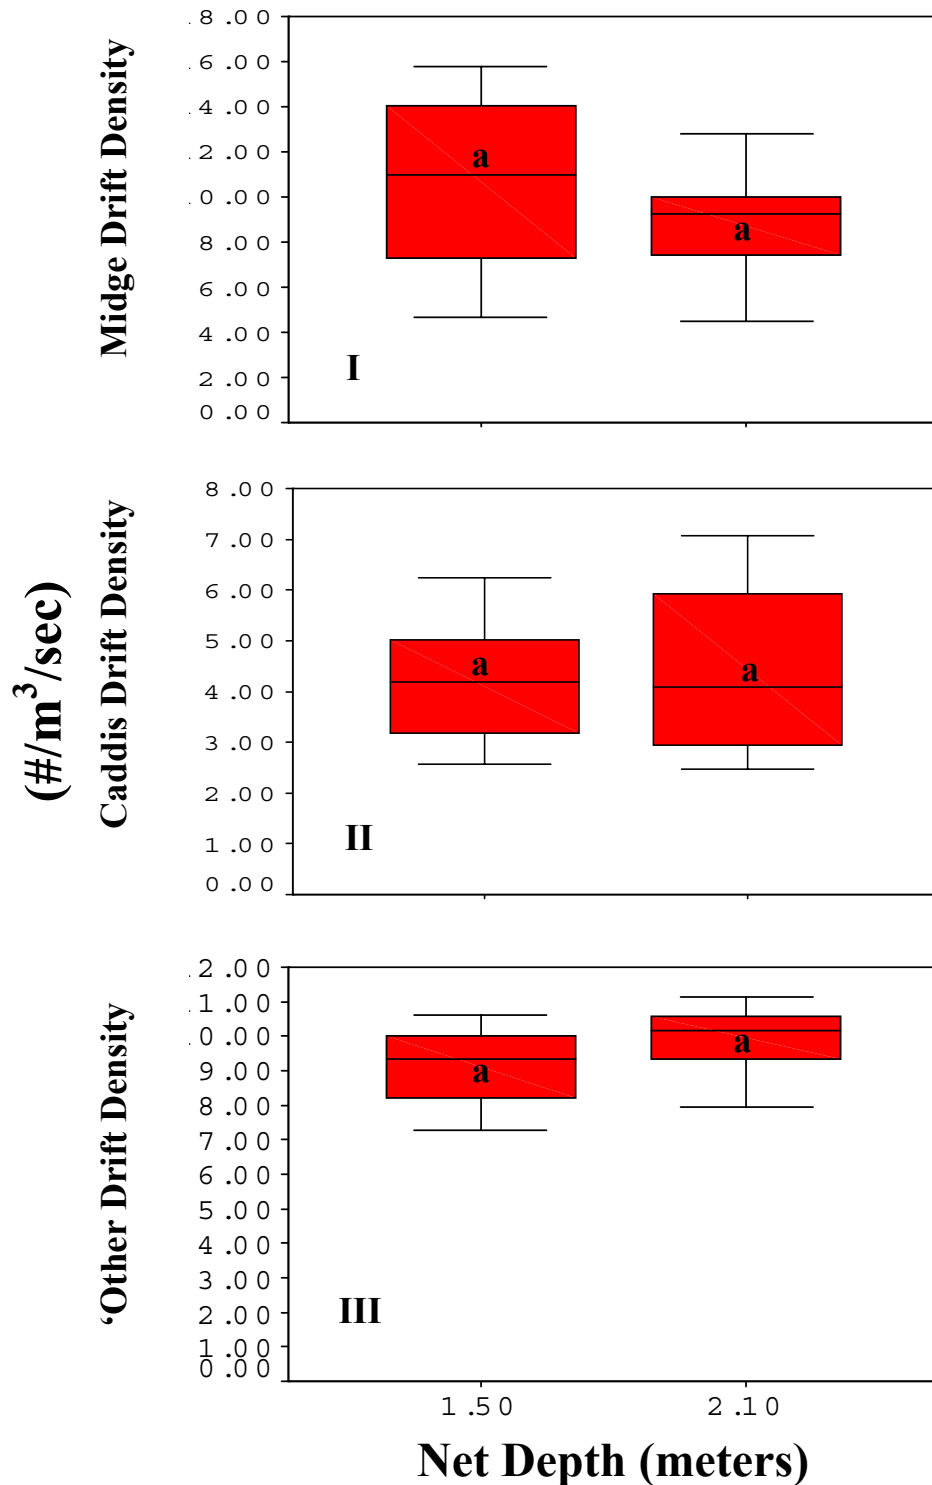 (#/m³/sec)
Midge Drift Density
.8.00
.6.00
.4.00
.2.00
.0.00
8.00
6.00
4.00
2.00
0.00
a
a
I
Caddis Drift Density
8.00
7.00
6.00
5.00
4.00
3.00
2.00
1.00
0.00
a
a
II
‘Other Drift Density
.2.00
.1.00
.0.00
9.00
8.00
7.00
6.00
5.00
4.00
3.00
2.00
1.00
0.00
a
a
III
1.50 2.10
Net Depth (meters)